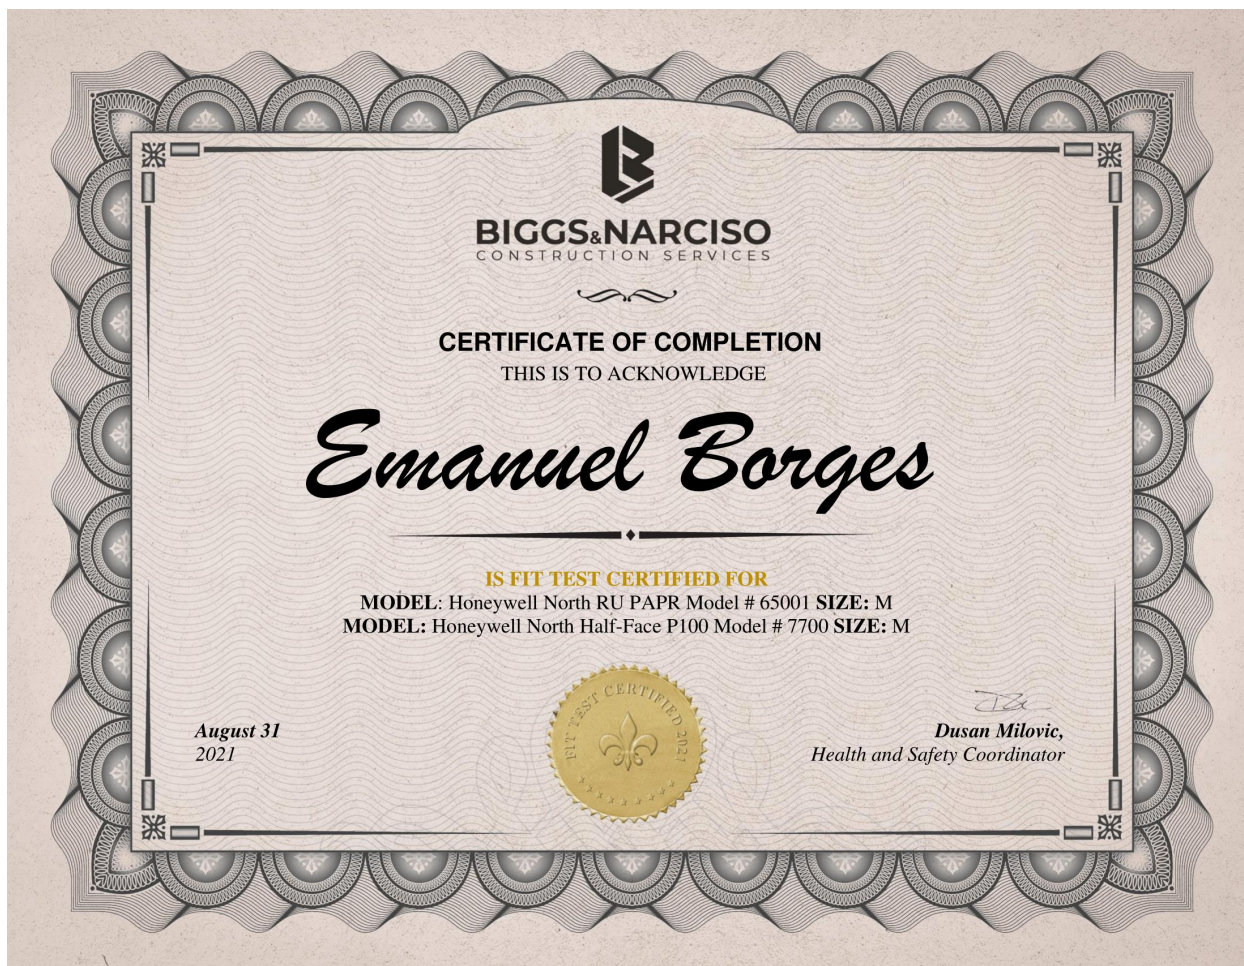 BIGGS&NARCISO
CONSTRUCTION SERVICES
CERTIFICATE OF COMPLETION
THIS IS TO ACKNOWLEDGE
Emanuel Borges
IS FIT TEST CERTIFIED FOR
MODEL: Honeywell North RU PAPR Model # 65001 SIZE: M
MODEL: Honeywell North Half-Face P100 Model # 7700 SIZE: M
FIT TEST CERTIFIED 2021
August 31
2021
Dusan Milovic,
Health and Safety Coordinator